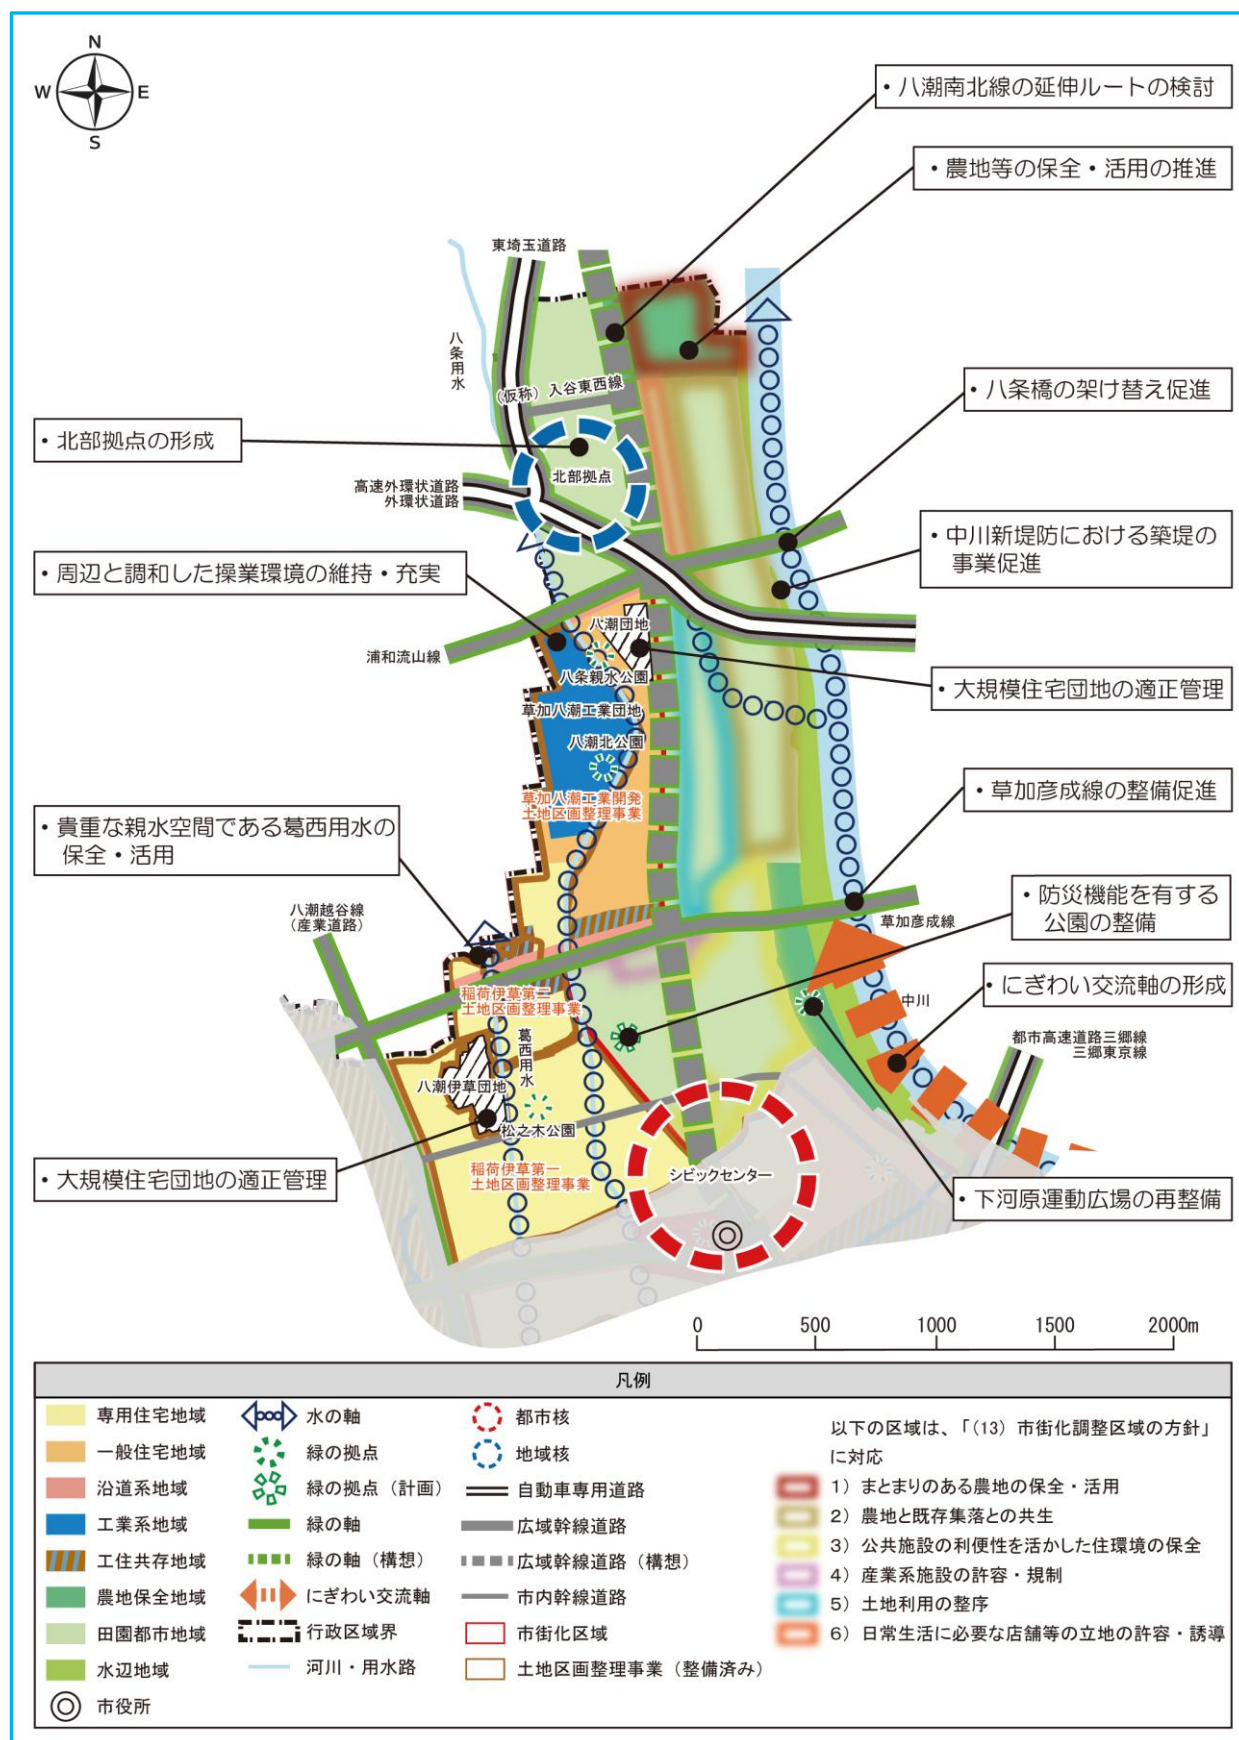 N
W
E
S
・八潮南北線の延伸ルートの検討
・農地等の保全・活用の推進
東埼玉道路
八条用水
(仮称)入谷東西線
・八条橋の架け替え促進
・北部拠点の形成
北部拠点
高速外環状道路
外環状道路
・中川新堤防における築堤の
事業促進
・周辺と調和した操業環境の維持・充実
八潮団地
浦和流山線
八条親水公園
・大規模住宅団地の適正管理
草加八潮工業団地
八潮北公園
草加八潮工業開発
土地区画整理事業
・草加彦成線の整備促進
・貴重な親水空間である葛西用水の
保全・活用
・防災機能を有する
公園の整備
八潮越谷線
(産業道路)
草加彦成線
稲荷伊草第二
土地区画整理事業
・にぎわい交流軸の形成
中川
葛西用水
都市高速道路三郷線
三郷東京線
八潮伊草団地
松之木公園
・大規模住宅団地の適正管理
稲荷伊草第一
土地区画整理事業
シビックセンター
・下河原運動広場の再整備
0 500 1000 1500 2000m
凡例
専用住宅地域
一般住宅地域
沿道系地域
工業系地域
工住共存地域
農地保全地域
田園都市地域
水辺地域
市役所
水の軸
緑の拠点
緑の拠点(計画)
緑の軸
緑の軸(構想)
にぎわい交流軸
行政区域界
河川・用水路
都市核
地域核
自動車専用道路
広域幹線道路
広域幹線道路(構想)
市内幹線道路
市街化区域
土地区画整理事業(整備済み)
以下の区域は、「(13)市街化調整区域の方針」
に対応
1)まとまりのある農地の保全・活用
2)農地と既存集落との共生
3)公共施設の利便性を活かした住環境の保全
4)産業系施設の許容・規制
5)土地利用の整序
6)日常生活に必要な店舗等の立地の許容・誘導